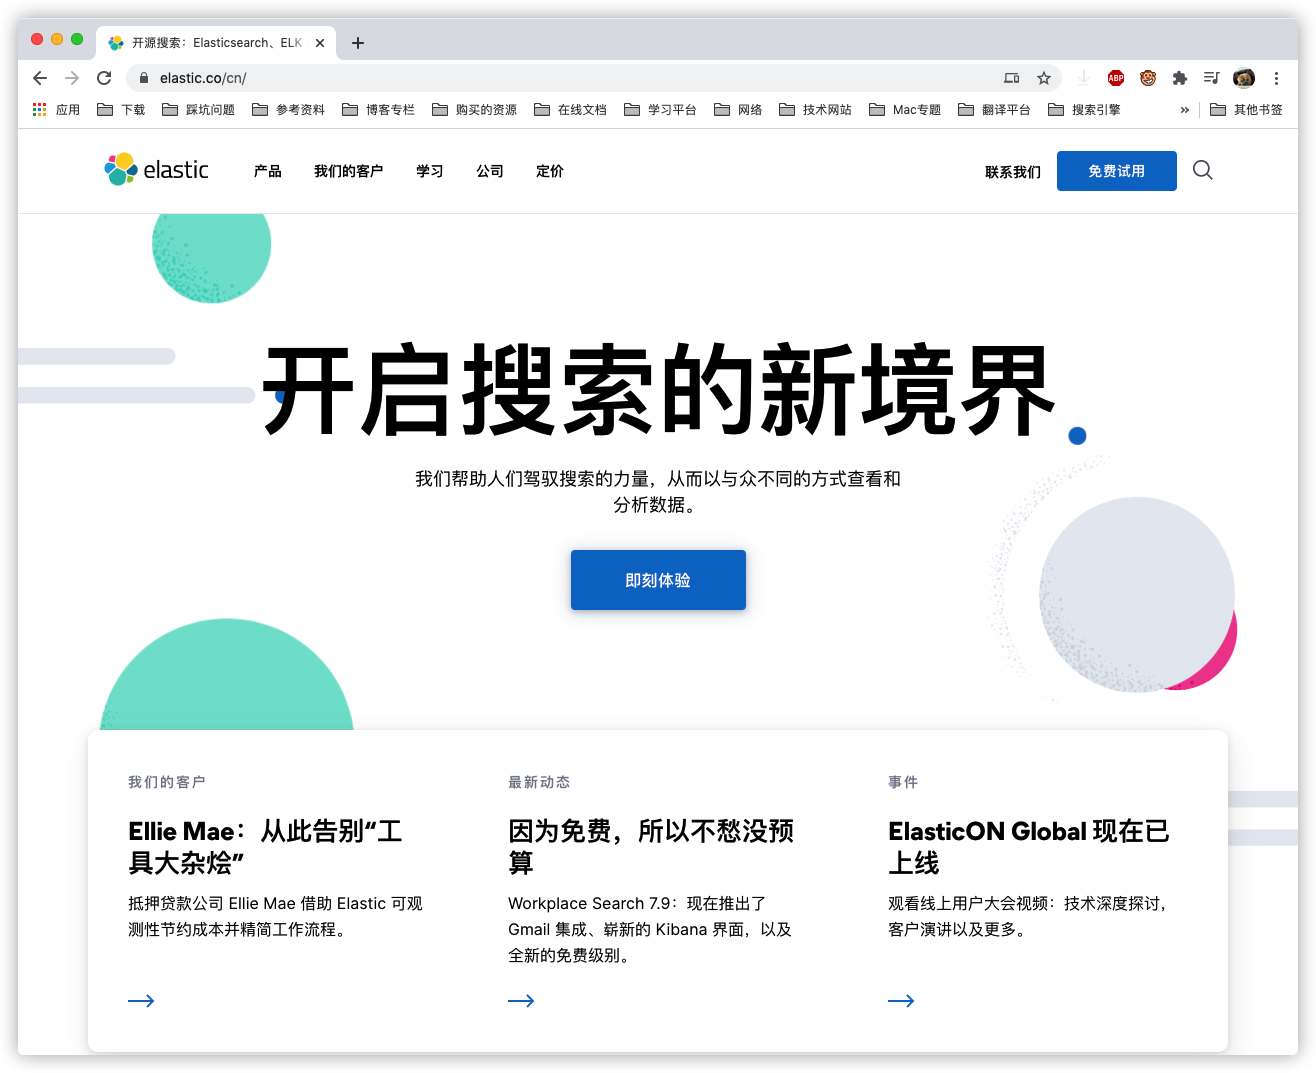 开源搜索：Elasticsearch、ELK
elastic.co/cn/
ABP
应用 下载 踩坑问题 参考资料 博客专栏 购买的资源 在线文档 学习平台 网络 技术网站 Mac专题 翻译平台 搜索引擎 » 其他书签
elastic 产品 我们的客户 学习 公司 定价 联系我们 免费试用
开启搜索的新境界
我们帮助人们驾驭搜索的力量，从而以与众不同的方式查看和
分析数据。
即刻体验
我们的客户
Ellie Mae：从此告别“工
具大杂烩”
抵押贷款公司 Ellie Mae 借助 Elastic 可观
测性节约成本并精简工作流程。
最新动态
因为免费，所以不愁没预
算
Workplace Search 7.9：现在推出了
Gmail 集成、崭新的 Kibana 界面，以及
全新的免费级别。
事件
ElasticON Global 现在已
上线
观看线上用户大会视频：技术深度探讨，
客户演讲以及更多。